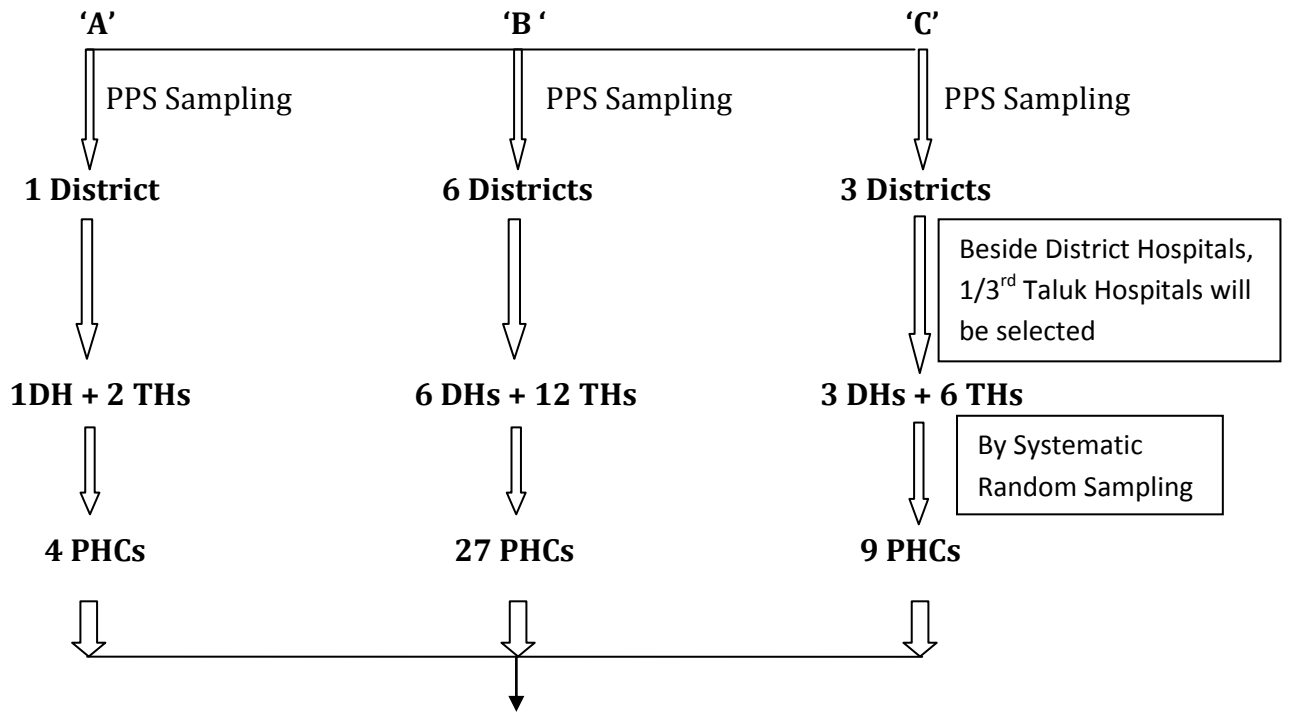 ‘A’ ‘B ‘ ‘C’
PPS Sampling PPS Sampling PPS Sampling
1 District 6 Districts 3 Districts
Beside District Hospitals,
1/3rd Taluk Hospitals will
be selected
1DH + 2 THs 6 DHs + 12 THs 3 DHs + 6 THs
By Systematic
Random Sampling
4 PHCs 27 PHCs 9 PHCs